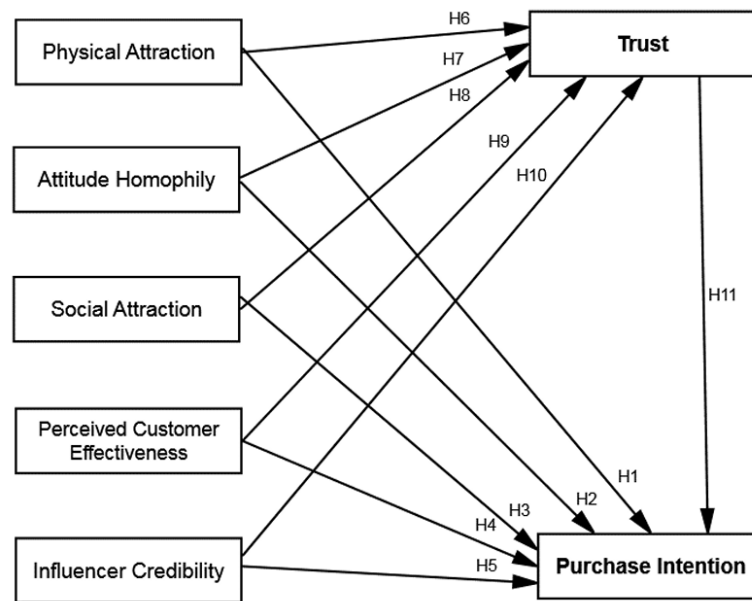 Physical Attraction
H6
Trust
H7
H8
Attitude Homophily
H9
H10
Social Attraction
H11
Perceived Customer
Effectiveness
H1
H2
H3
H4
Influencer Credibility
H5
Purchase Intention